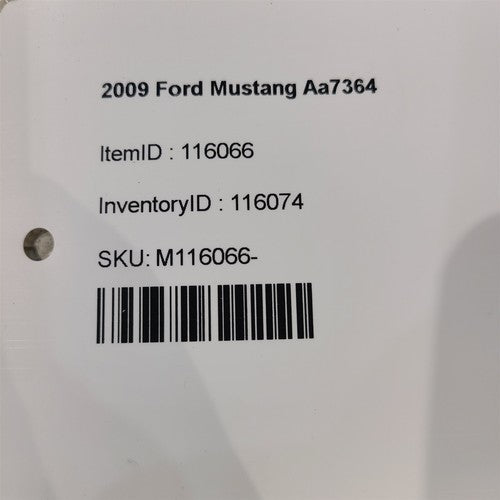 2009 Ford Mustang Aa7364
ItemID : 116066
InventoryID : 116074
SKU: M116066-